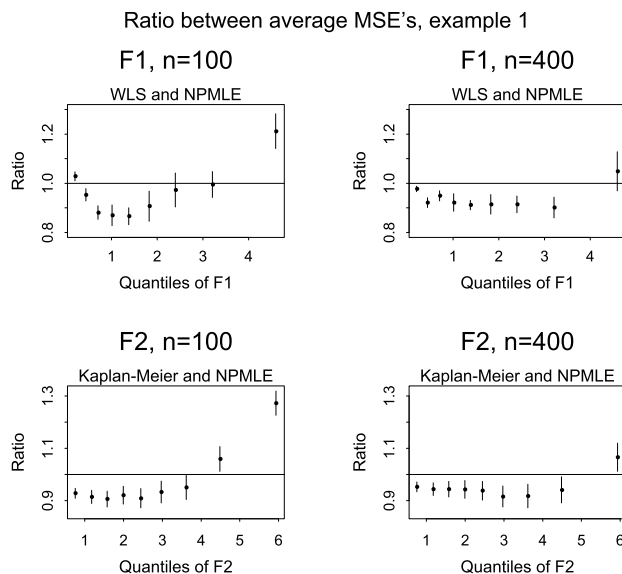 Ratio between average MSE's, example 1
F1, n=100
WLS and NPMLE
Ratio
0.8 1.0 1.2
1 2 3 4
Quantiles of F1
F1, n=400
WLS and NPMLE
Ratio
0.8 1.0 1.2
1 2 3 4
Quantiles of F1
F2, n=100
Kaplan-Meier and NPMLE
Ratio
0.9 1.1 1.3
1 2 3 4 5 6
Quantiles of F2
F2, n=400
Kaplan-Meier and NPMLE
Ratio
0.9 1.1 1.3
1 2 3 4 5 6
Quantiles of F2